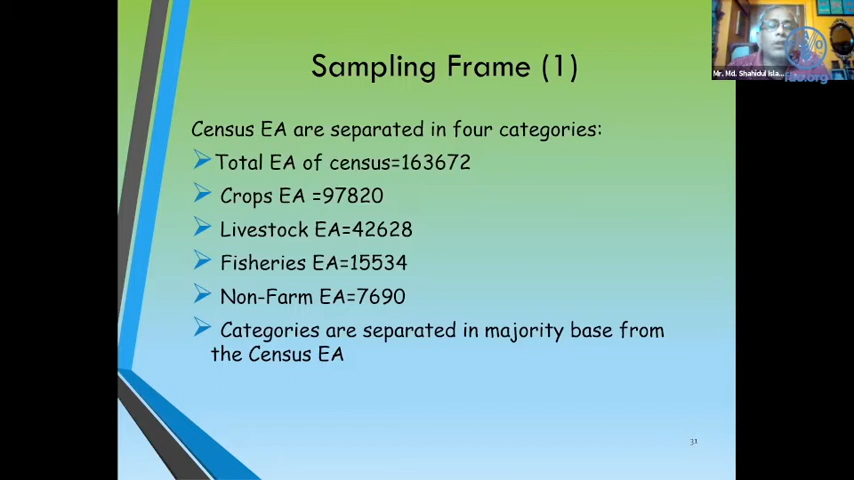 Sampling Frame (1)
Census EA are separated in four categories:
Total EA of census=163672
Crops EA =97820
Livestock EA=42628
Fisheries EA=15534
Non-Farm EA=7690
Categories are separated in majority base from
the Census EA
31
Mr. Md. Shahidul Isla...
fao.org